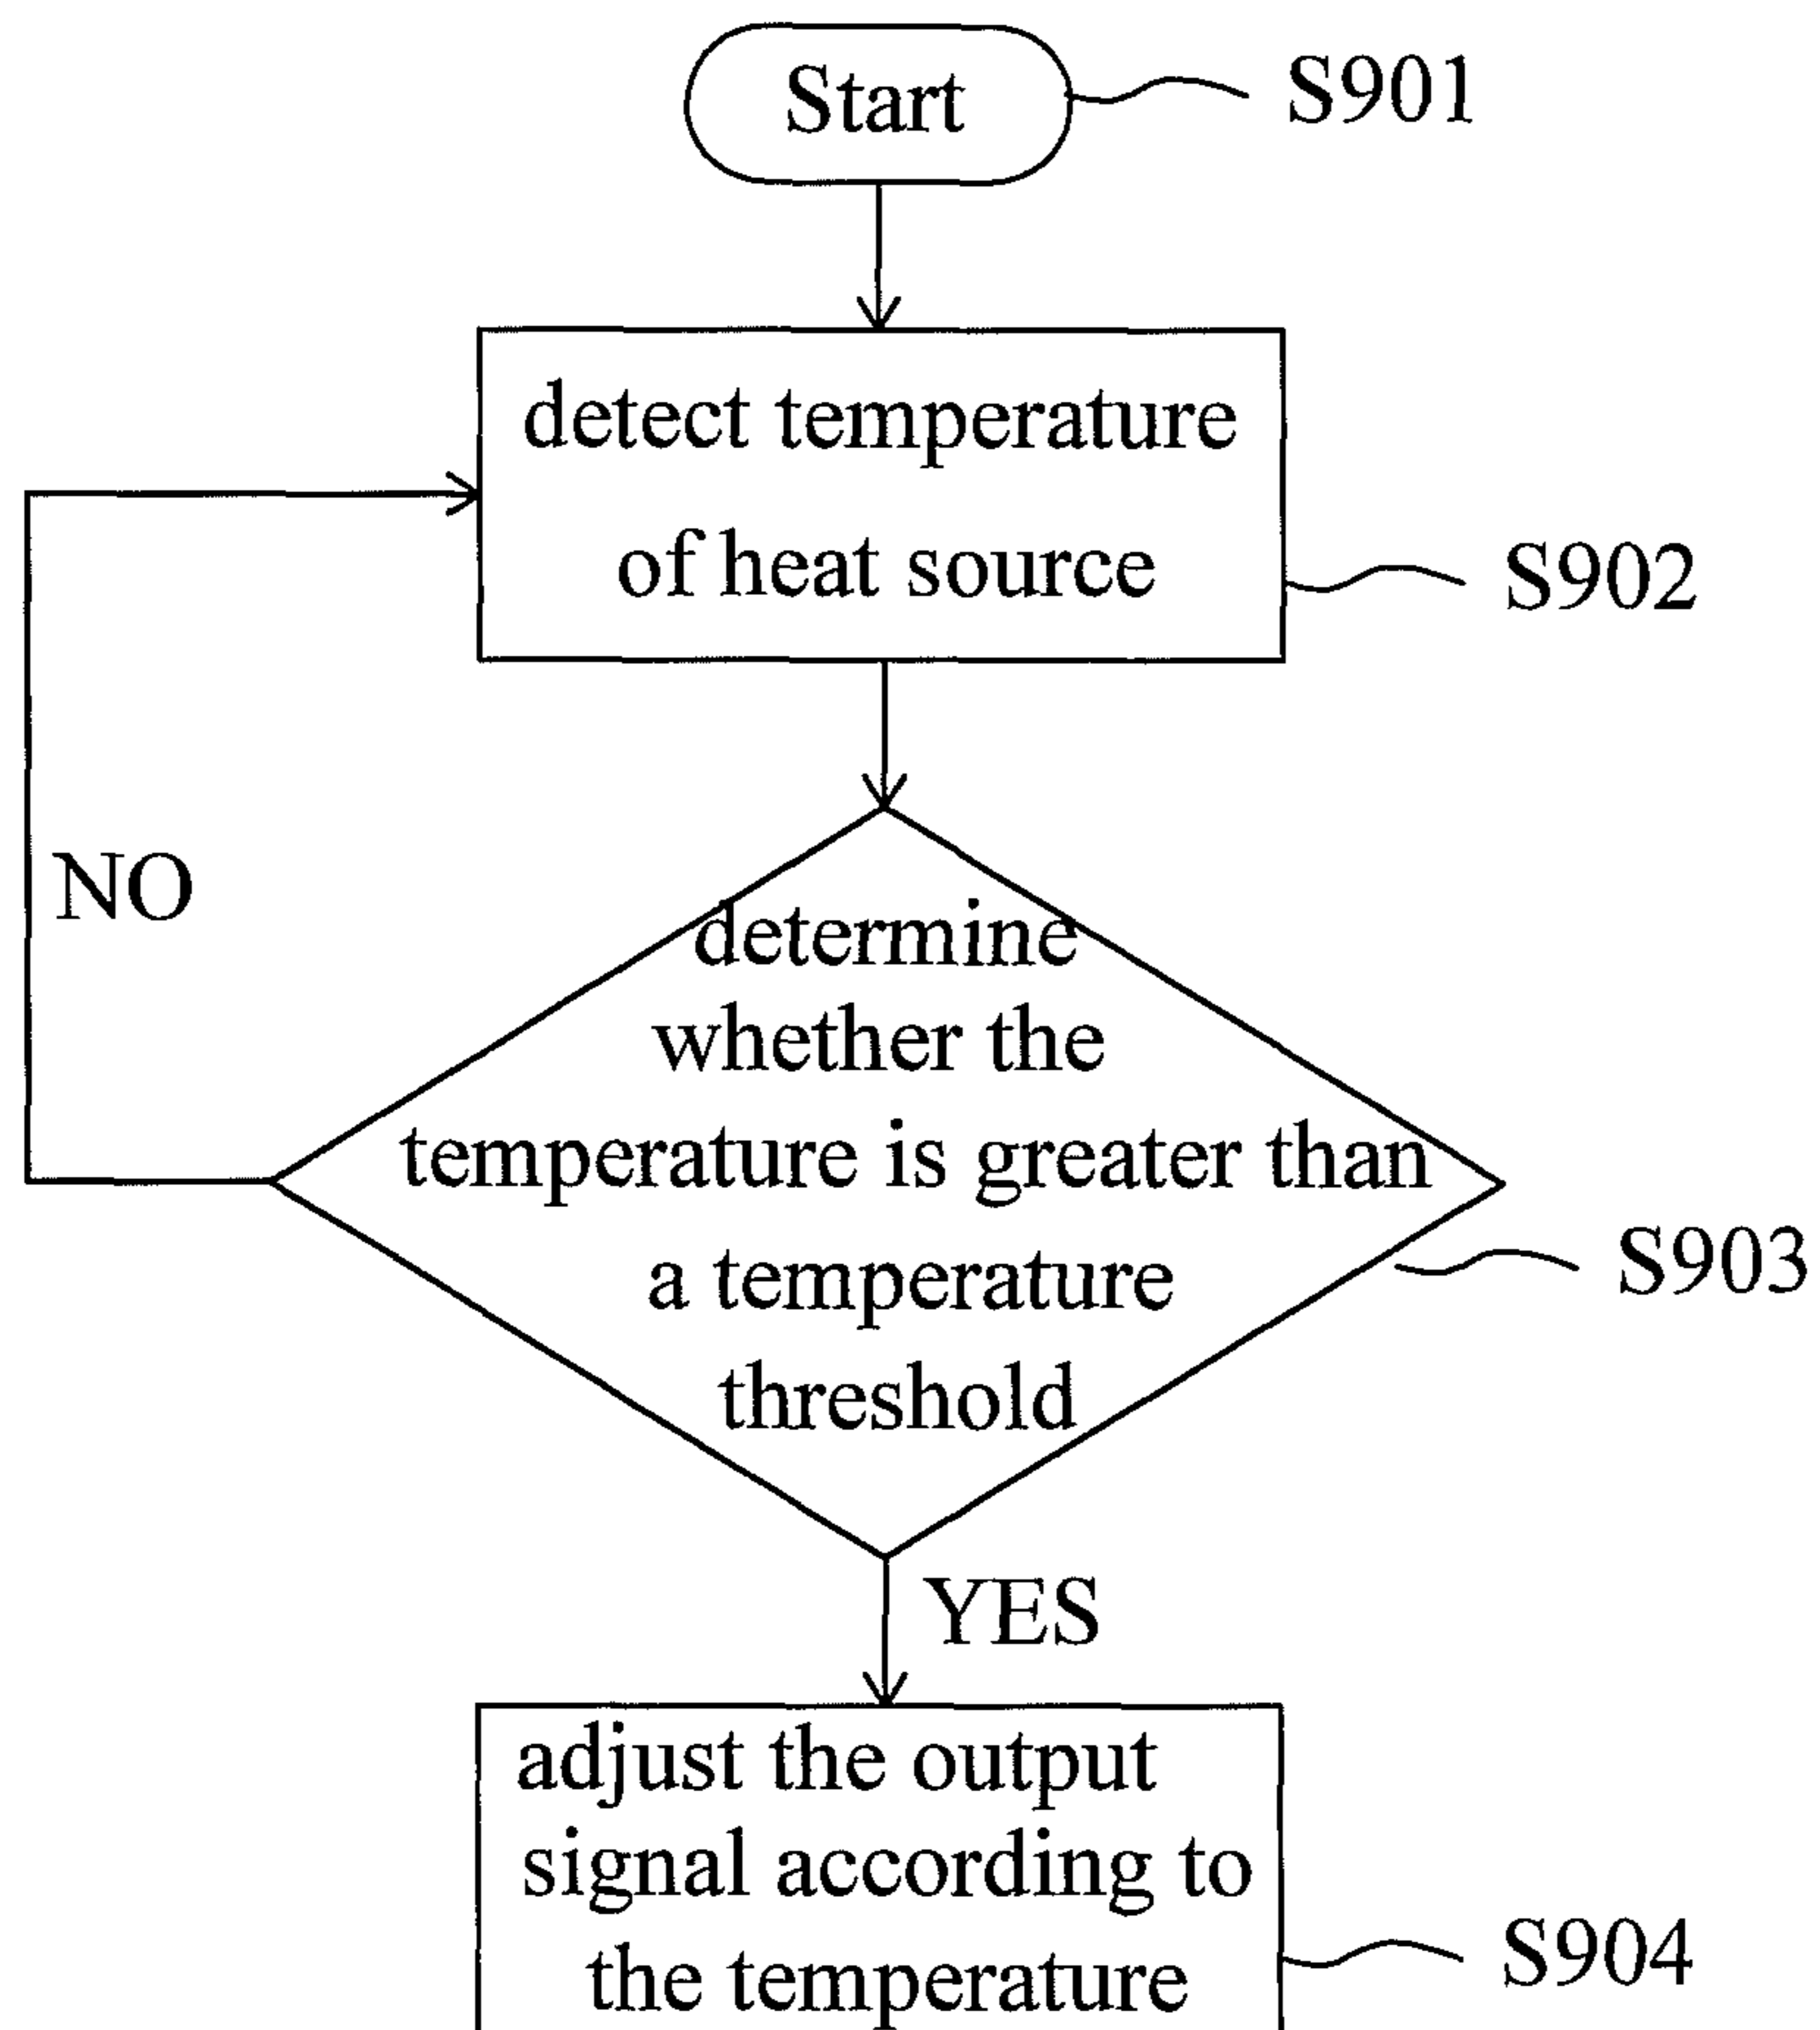 Start
S901
detect temperature
of heat source
S902
NO
determine
whether the
temperature is greater than
a temperature
threshold
S903
YES
adjust the output
signal according to
the temperature
S904